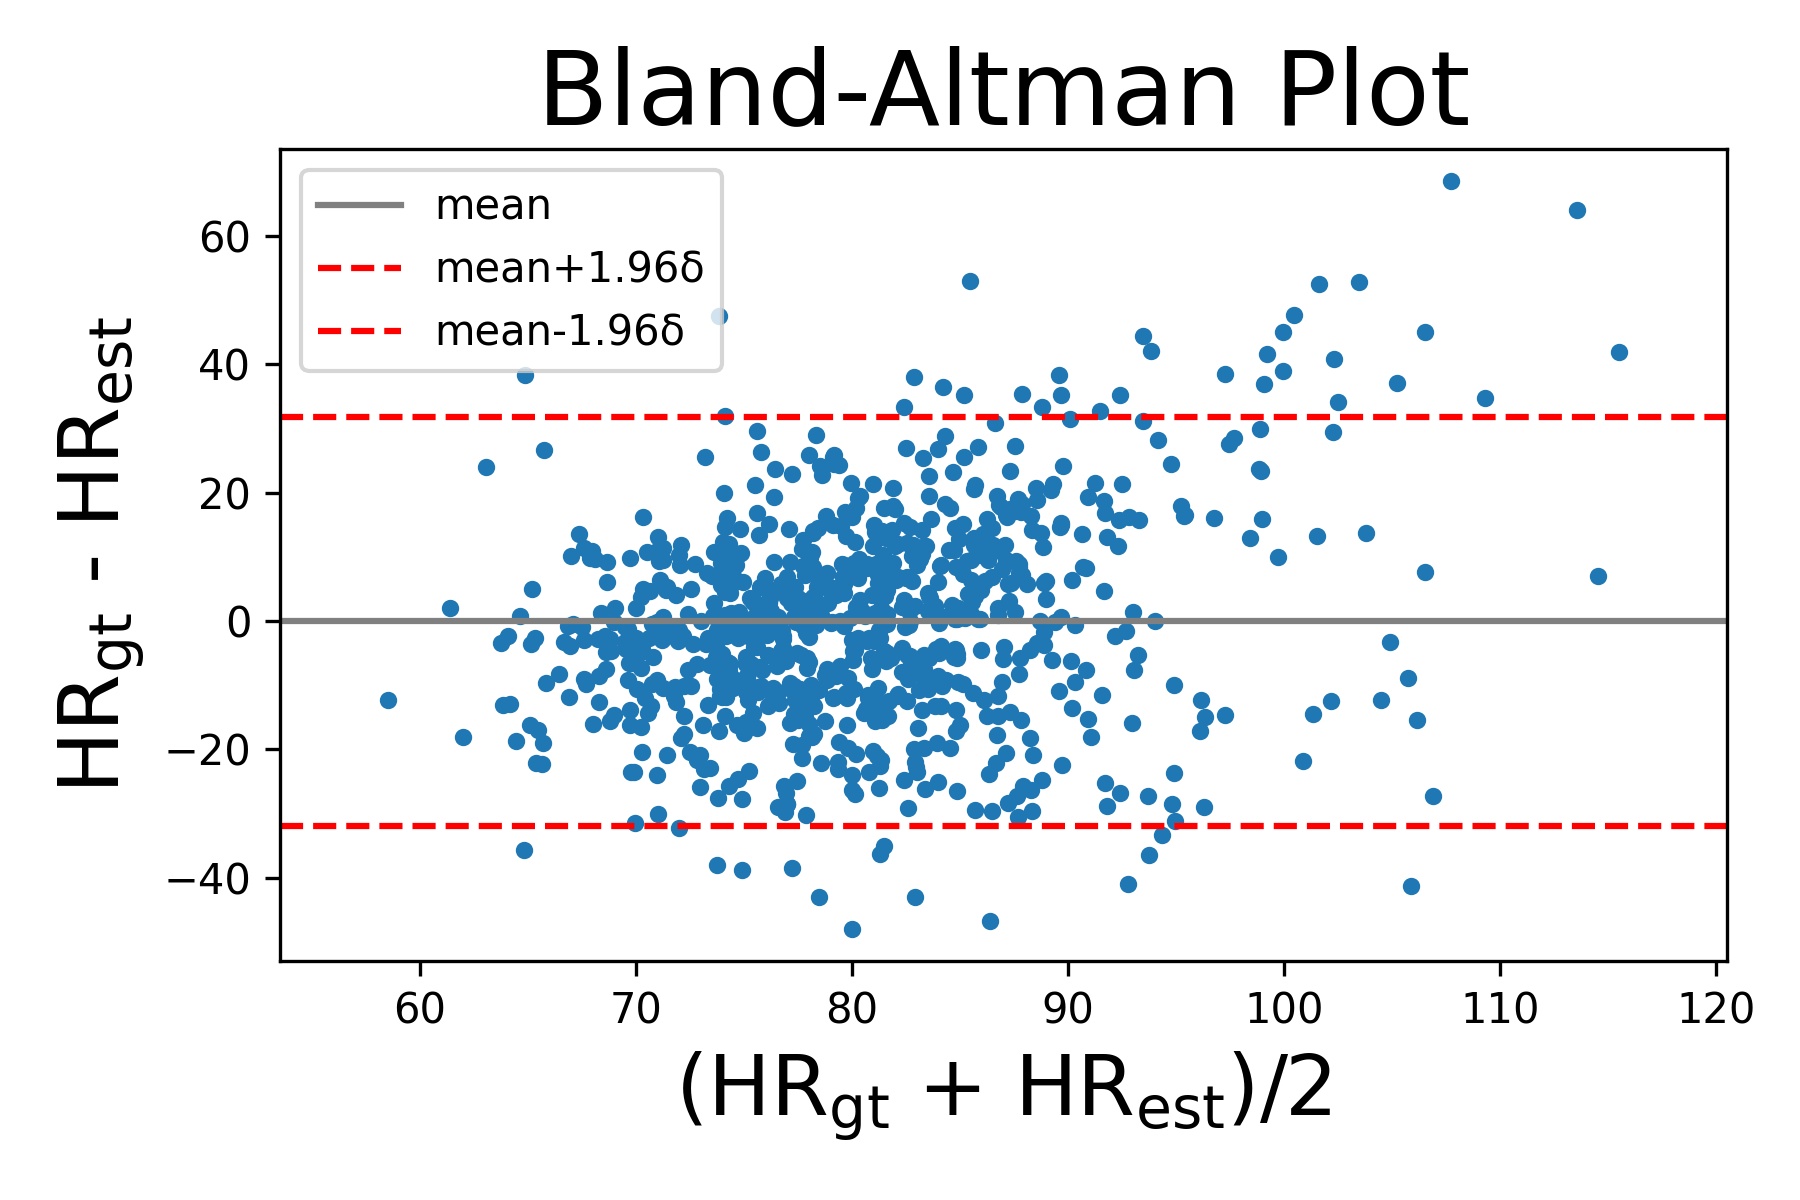 Bland-Altman Plot
mean
mean+1.96δ
mean-1.96δ
HRgt - HRest
60
40
20
0
−20
−40
60 70 80 90 100 110 120
(HRgt + HRest)/2